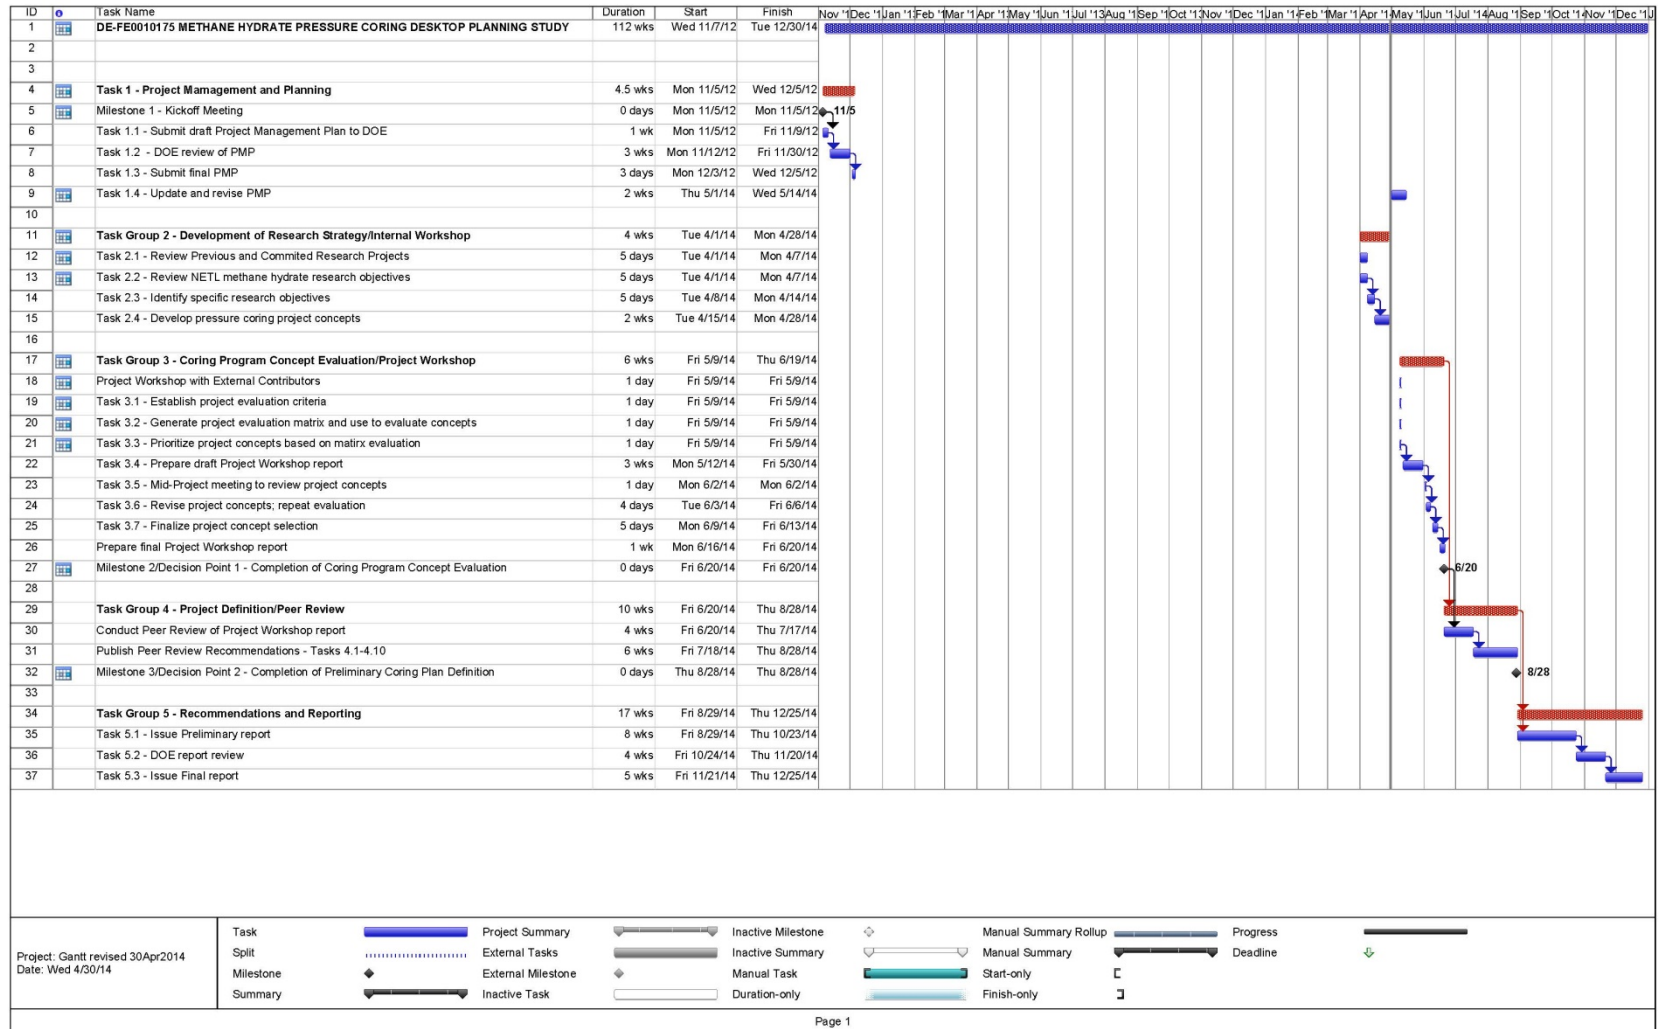 ID Task Name Duration Start Finish
1 DE-FE0010175 METHANE HYDRATE PRESSURE CORING DESKTOP PLANNING STUDY 112 wks Wed 11/7/12 Tue 12/30/14
2
3
4 Task 1 - Project Mamagement and Planning 4.5 wks Mon 11/5/12 Wed 12/5/12
5 Milestone 1 - Kickoff Meeting 0 days Mon 11/5/12 Mon 11/5/12 11/5
6 Task 1.1 - Submit draft Project Management Plan to DOE 1 wk Mon 11/5/12 Fri 11/9/12
7 Task 1.2 - DOE review of PMP 3 wks Mon 11/12/12 Fri 11/30/12
8 Task 1.3 - Submit final PMP 3 days Mon 12/3/12 Wed 12/5/12
9 Task 1.4 - Update and revise PMP 2 wks Thu 5/1/14 Wed 5/14/14
10
11 Task Group 2 - Development of Research Strategy/Internal Workshop 4 wks Tue 4/1/14 Mon 4/28/14
12 Task 2.1 - Review Previous and Commited Research Projects 5 days Tue 4/1/14 Mon 4/7/14
13 Task 2.2 - Review NETL methane hydrate research objectives 5 days Tue 4/1/14 Mon 4/7/14
14 Task 2.3 - Identify specific research objectives 5 days Tue 4/8/14 Mon 4/14/14
15 Task 2.4 - Develop pressure coring project concepts 2 wks Tue 4/15/14 Mon 4/28/14
16
17 Task Group 3 - Coring Program Concept Evaluation/Project Workshop 6 wks Fri 5/9/14 Thu 6/19/14
18 Project Workshop with External Contributors 1 day Fri 5/9/14 Fri 5/9/14
19 Task 3.1 - Establish project evaluation criteria 1 day Fri 5/9/14 Fri 5/9/14
20 Task 3.2 - Generate project evaluation matrix and use to evaluate concepts 1 day Fri 5/9/14 Fri 5/9/14
21 Task 3.3 - Prioritize project concepts based on matirx evaluation 1 day Fri 5/9/14 Fri 5/9/14
22 Task 3.4 - Prepare draft Project Workshop report 3 wks Mon 5/12/14 Fri 5/30/14
23 Task 3.5 - Mid-Project meeting to review project concepts 1 day Mon 6/2/14 Mon 6/2/14
24 Task 3.6 - Revise project concepts; repeat evaluation 4 days Tue 6/3/14 Fri 6/6/14
25 Task 3.7 - Finalize project concept selection 5 days Mon 6/9/14 Fri 6/13/14
26 Prepare final Project Workshop report 1 wk Mon 6/16/14 Fri 6/20/14
27 Milestone 2/Decision Point 1 - Completion of Coring Program Concept Evaluation 0 days Fri 6/20/14 Fri 6/20/14 6/20
28
29 Task Group 4 - Project Definition/Peer Review 10 wks Fri 6/20/14 Thu 8/28/14
30 Conduct Peer Review of Project Workshop report 4 wks Fri 6/20/14 Thu 7/17/14
31 Publish Peer Review Recommendations - Tasks 4.1-4.10 6 wks Fri 7/18/14 Thu 8/28/14
32 Milestone 3/Decision Point 2 - Completion of Preliminary Coring Plan Definition 0 days Thu 8/28/14 Thu 8/28/14 8/28
33
34 Task Group 5 - Recommendations and Reporting 17 wks Fri 8/29/14 Thu 12/25/14
35 Task 5.1 - Issue Preliminary report 8 wks Fri 8/29/14 Thu 10/23/14
36 Task 5.2 - DOE report review 4 wks Fri 10/24/14 Thu 11/20/14
37 Task 5.3 - Issue Final report 5 wks Fri 11/21/14 Thu 12/25/14
Project: Gantt revised 30Apr2014
Date: Wed 4/30/14
Task Project Summary Inactive Milestone Manual Summary Rollup Progress
Split External Tasks Inactive Summary Manual Summary Deadline
Milestone External Milestone Manual Task Start-only
Summary Inactive Task Duration-only Finish-only
Page 1